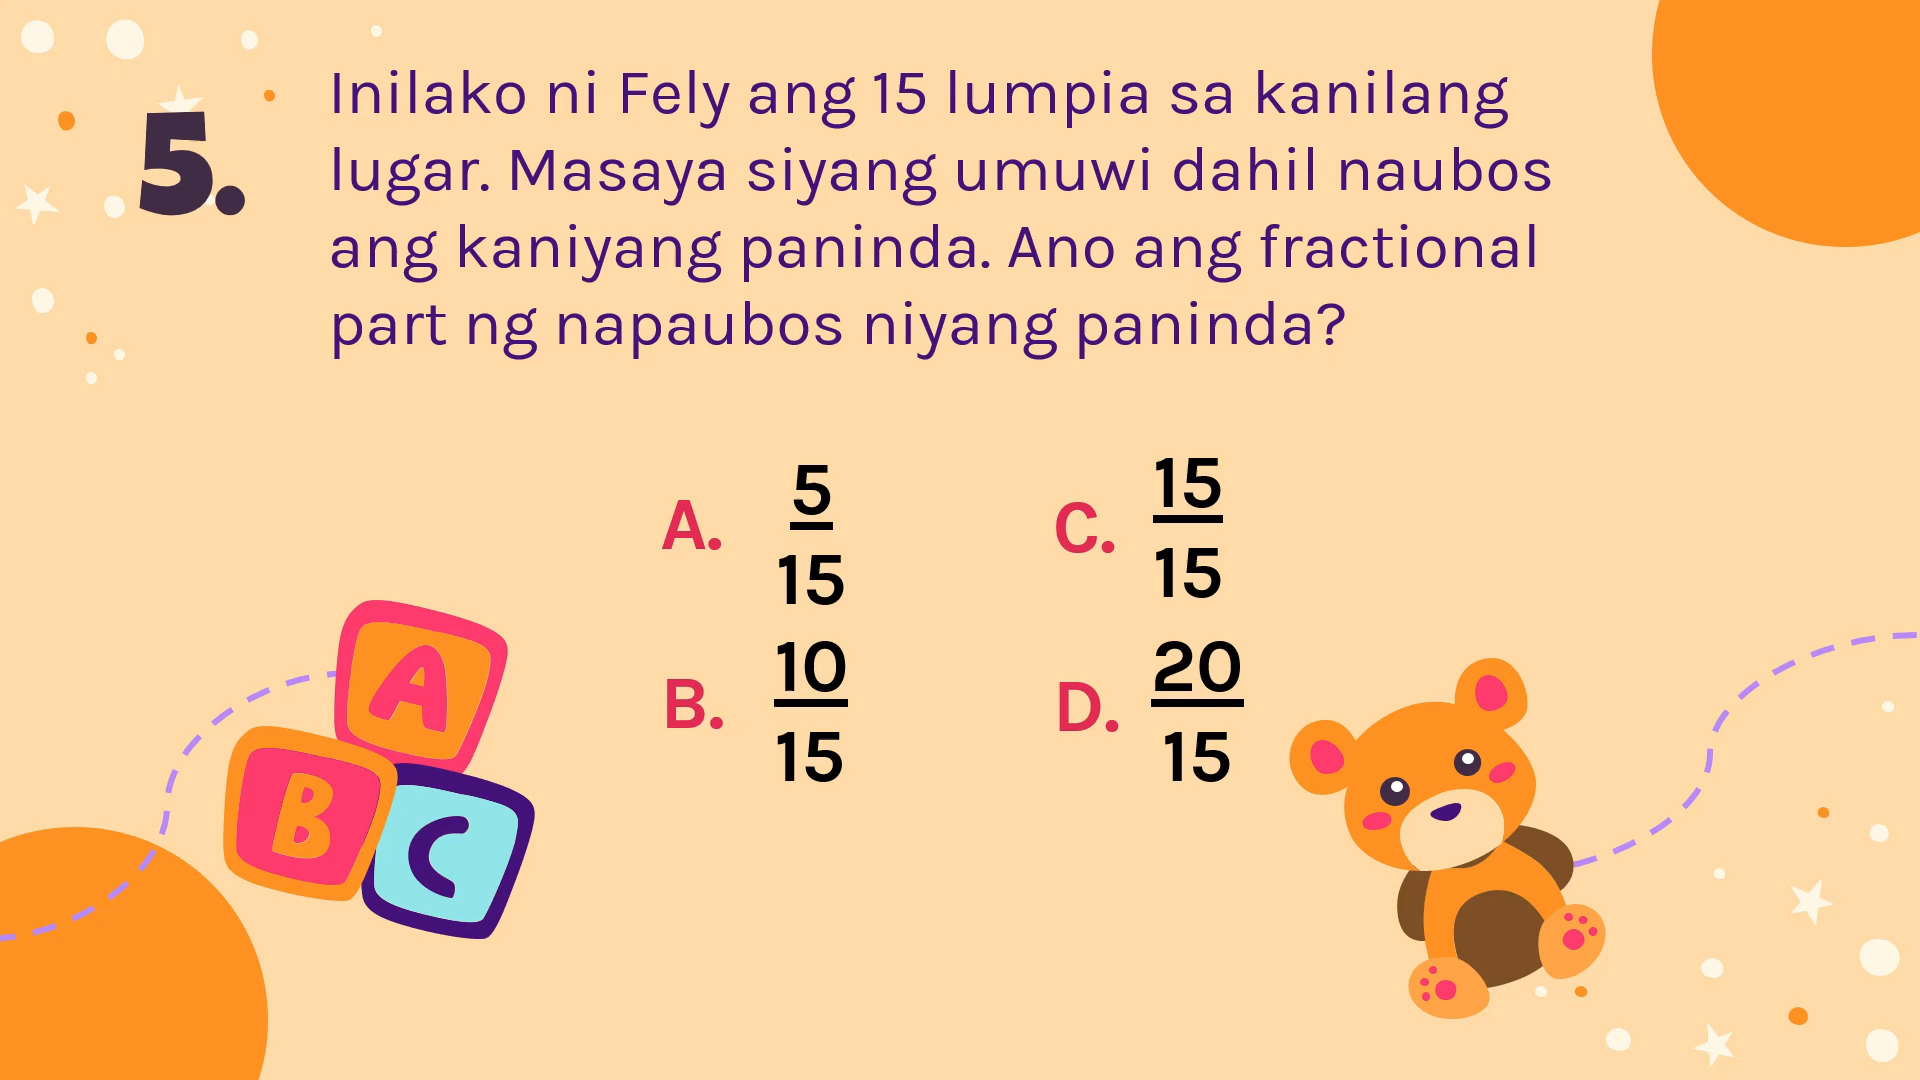 5.
Inilako ni Fely ang 15 lumpia sa kanilang
lugar. Masaya siyang umuwi dahil naubos
ang kaniyang paninda. Ano ang fractional
part ng napaubos niyang paninda?
A. 5
15
B. 10
15
C. 15
15
D. 20
15
A
B
C